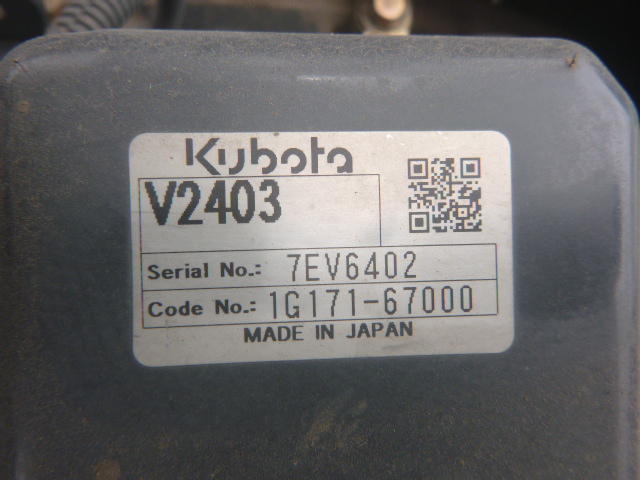 Kubota
V2403
Serial No.: 7EV6402
Code No.: 1G171-67000
MADE IN JAPAN